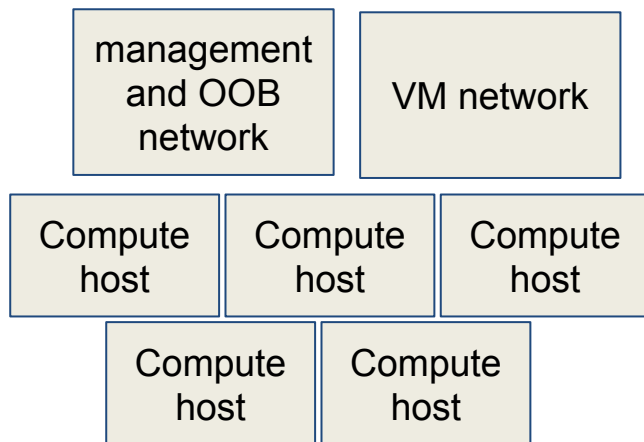 management
and OOB
network
VM network
Compute
host
Compute
host
Compute
host
Compute
host
Compute
host